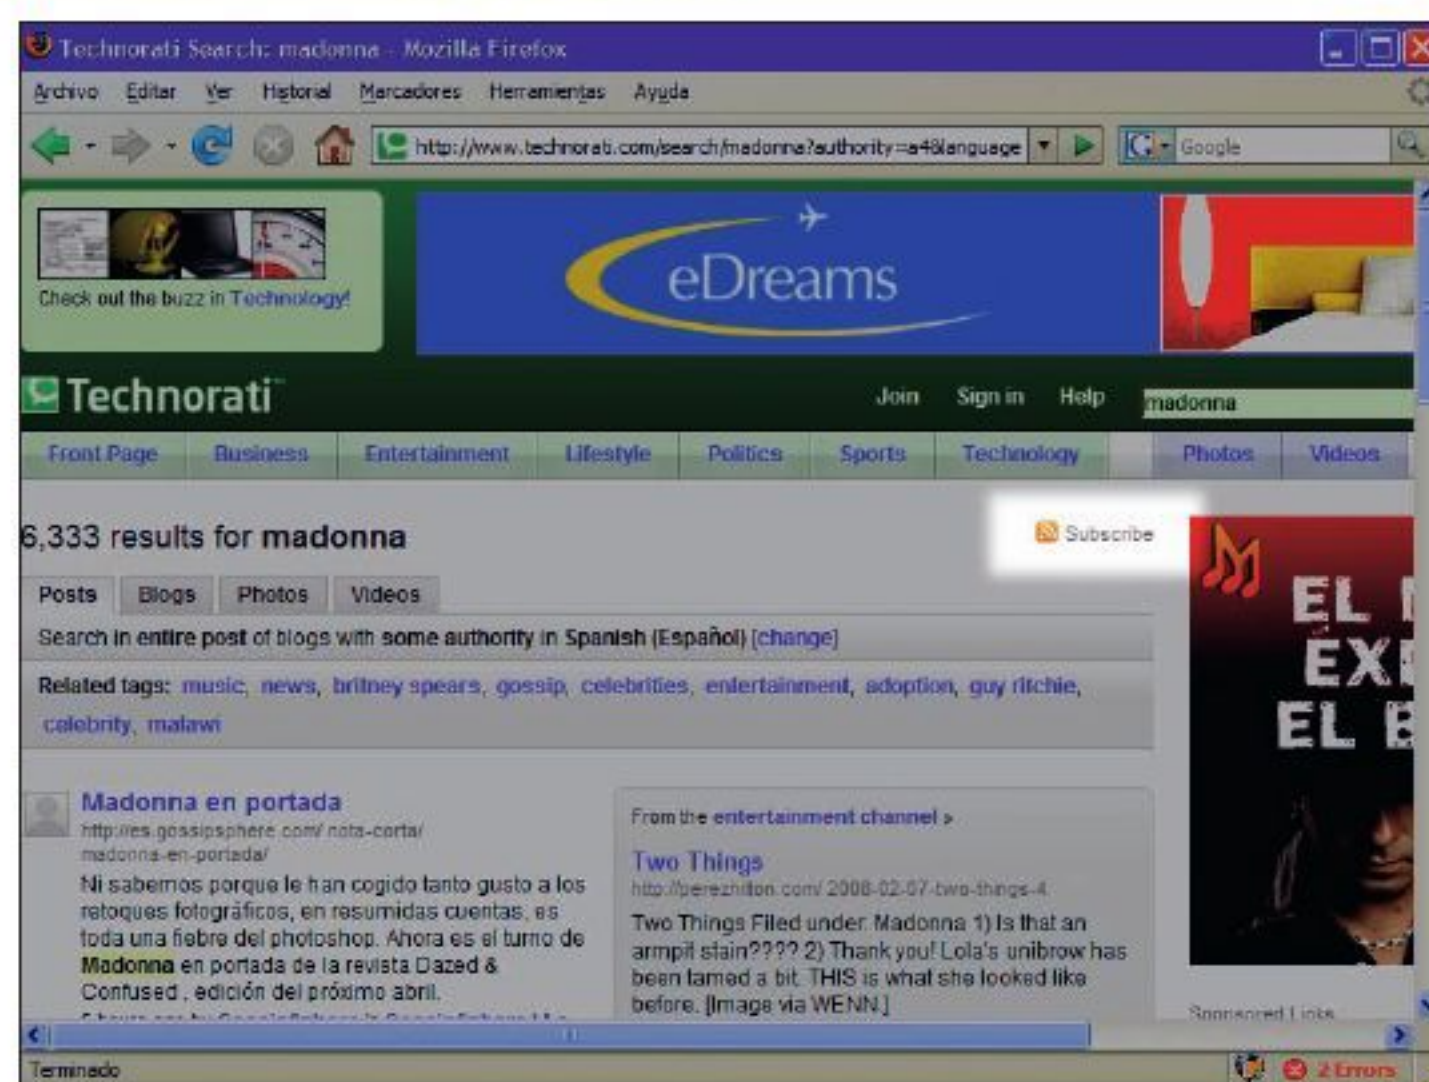 Technorati Search: madonna - Mozilla Firefox
Archivo Editar Ver Historial Marcadores Herramientas Ayuda
http://www.technorati.com/search/madonna?authority=a4&language
Google
Check out the buzz in Technology!
eDreams
Technorati
Join Sign in Help madonna
Front Page Business Entertainment Lifestyle Politics Sports Technology Photos Videos
6,333 results for madonna
Subscribe
Posts Blogs Photos Videos
Search in entire post of blogs with some authority in Spanish (Español) [change]
Related tags: music, news, britney spears, gossip, celebrities, entertainment, adoption, guy ritchie,
celebrity, malawi
Madonna en portada
http://es.gossipsphere.com/ nota-corta/
madonna-en-portada/
Ni sabemos porque le han cogido tanto gusto a los
retoques fotográficos, en resumidas cuentas, es
toda una fiebre del photoshop. Ahora es el turno de
Madonna en portada de la revista Dazed &
Confused , edición del próximo abril.
From the entertainment channel »
Two Things
http://perezhilton.com/ 2008-02-07-two-things-4
Two Things Filed under: Madonna 1) Is that an
armpit stain???? 2) Thank you! Lola's unibrow has
been tamed a bit. THIS is what she looked like
before. [Image via WENN.]
EL
ÉX
EL
Sponsored Links
Terminado
2 Errors